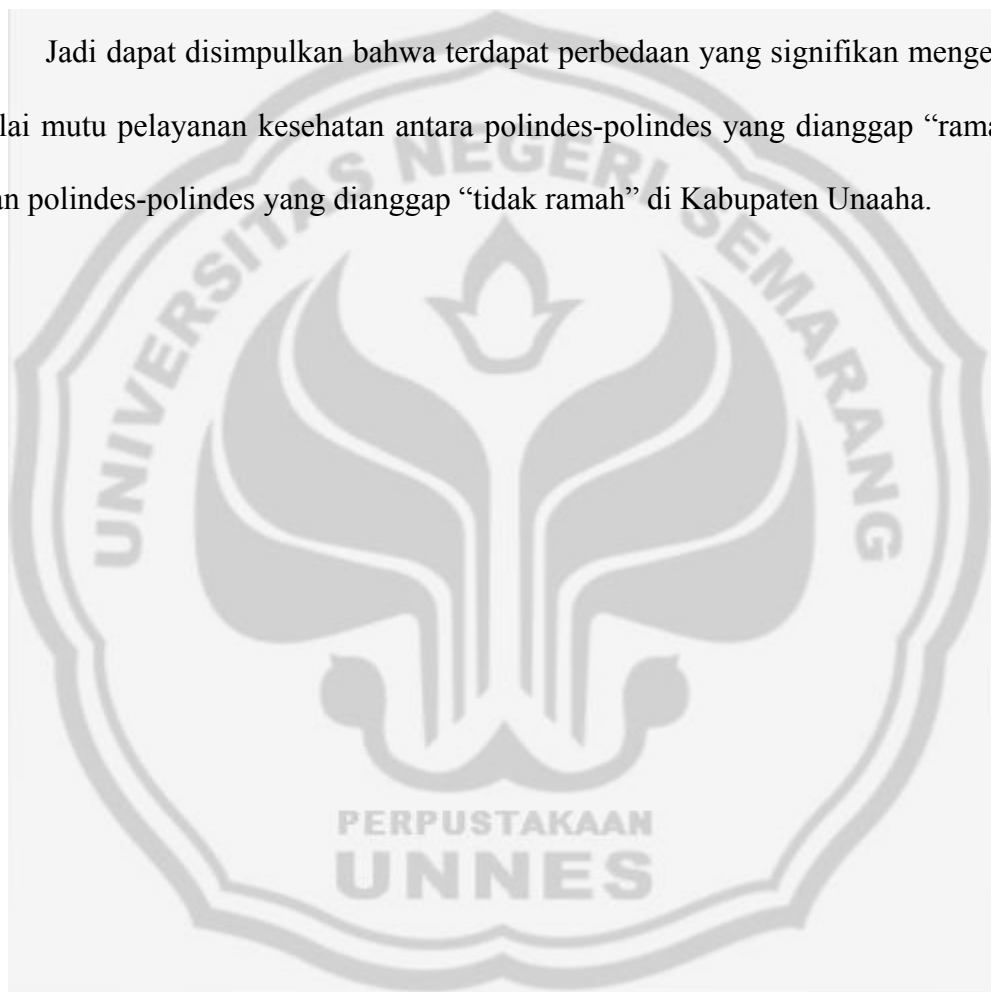 Jadi dapat disimpulkan bahwa terdapat perbedaan yang signifikan menge
lai mutu pelayanan kesehatan antara polindes-polindes yang dianggap “rama
an polindes-polindes yang dianggap “tidak ramah” di Kabupaten Unaaha.
UNIVERSITAS NEGERI SEMARANG
PERPUSTAKAAN
UNNES